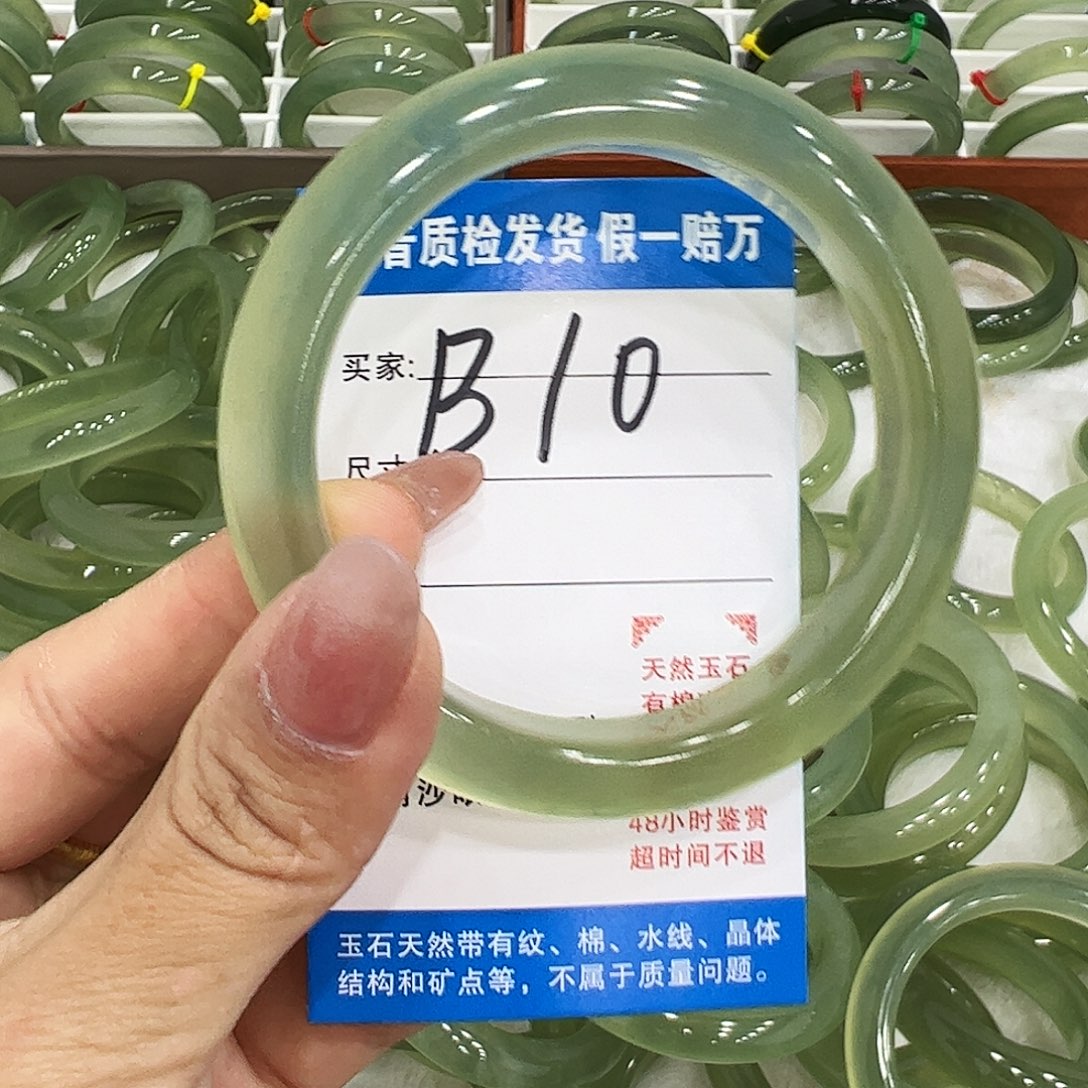 质检发货 假一赔万
买家: B10
尺寸
天然玉石
有棉
48小时鉴赏
超时间不退
玉石天然带有纹、棉、水线、晶体
结构和矿点等，不属于质量问题。